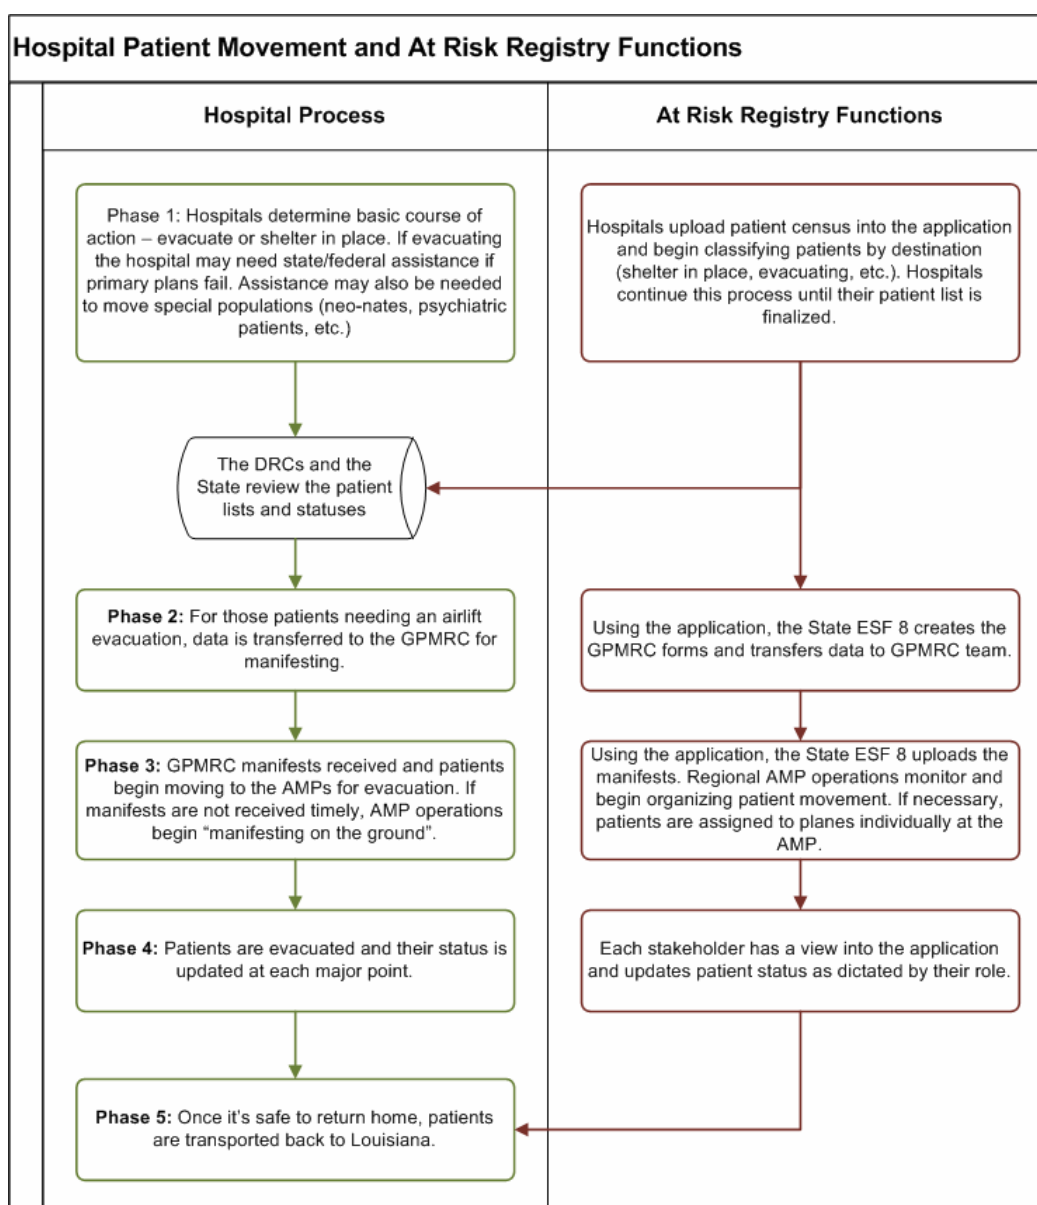 Hospital Patient Movement and At Risk Registry Functions
Hospital Process
At Risk Registry Functions
Phase 1: Hospitals determine basic course of
action – evacuate or shelter in place. If evacuating
the hospital may need state/federal assistance if
primary plans fail. Assistance may also be needed
to move special populations (neo-nates, psychiatric
patients, etc.)
Hospitals upload patient census into the application
and begin classifying patients by destination
(shelter in place, evacuating, etc.). Hospitals
continue this process until their patient list is
finalized.
The DRCs and the
State review the patient
lists and statuses
Phase 2: For those patients needing an airlift
evacuation, data is transferred to the GPMRC for
manifesting.
Using the application, the State ESF 8 creates the
GPMRC forms and transfers data to GPMRC team.
Phase 3: GPMRC manifests received and patients
begin moving to the AMPs for evacuation. If
manifests are not received timely, AMP operations
begin “manifesting on the ground”.
Using the application, the State ESF 8 uploads the
manifests. Regional AMP operations monitor and
begin organizing patient movement. If necessary,
patients are assigned to planes individually at the
AMP.
Phase 4: Patients are evacuated and their status is
updated at each major point.
Each stakeholder has a view into the application
and updates patient status as dictated by their role.
Phase 5: Once it’s safe to return home, patients
are transported back to Louisiana.